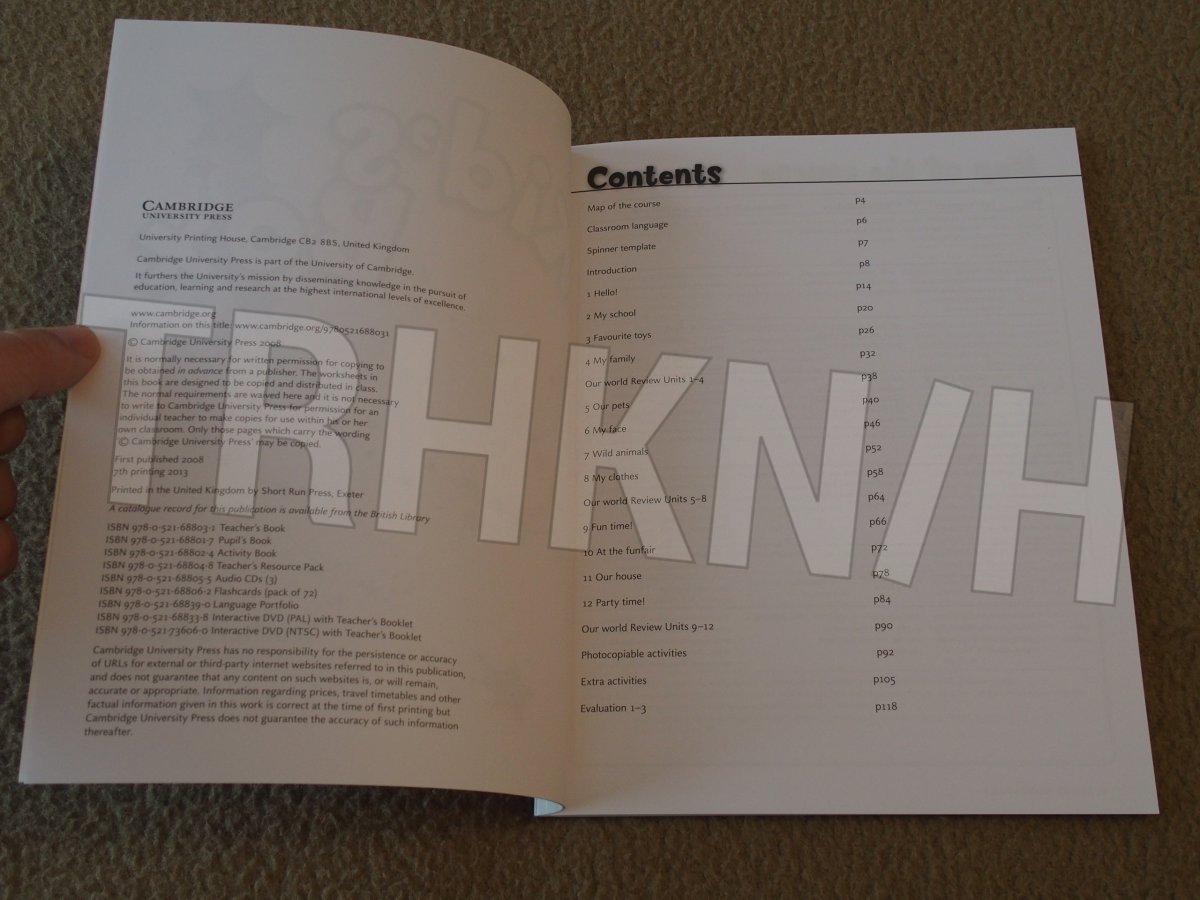 CAMBRIDGE
UNIVERSITY PRESS
University Printing House, Cambridge CB2 8BS, United Kingdom
Cambridge University Press is part of the University of Cambridge.
It furthers the University's mission by disseminating knowledge in the pursuit of
education, learning and research at the highest international levels of excellence.
www.cambridge.org
Information on this title: www.cambridge.org/9780521688031
© Cambridge University Press 2008
It is normally necessary for written permission for copying to
be obtained in advance from a publisher. The worksheets in
this book are designed to be copied and distributed in class.
The normal requirements are waived here and it is not necessary
to write to Cambridge University Press for permission for an
individual teacher to make copies for use within his or her
own classroom. Only those pages which carry the wording
'© Cambridge University Press' may be copied.
First published 2008
7th printing 2013
Printed in the United Kingdom by Short Run Press, Exeter
A catalogue record for this publication is available from the British Library
ISBN 978-0-521-68803-1 Teacher's Book
ISBN 978-0-521-68801-7 Pupil's Book
ISBN 978-0-521-68802-4 Activity Book
ISBN 978-0-521-68804-8 Teacher's Resource Pack
ISBN 978-0-521-68805-5 Audio CDs (3)
ISBN 978-0-521-68806-2 Flashcards (pack of 72)
ISBN 978-0-521-68839-0 Language Portfolio
ISBN 978-0-521-68833-8 Interactive DVD (PAL) with Teacher's Booklet
ISBN 978-0-521-73606-0 Interactive DVD (NTSC) with Teacher's Booklet
Cambridge University Press has no responsibility for the persistence or accuracy
of URLs for external or third-party internet websites referred to in this publication,
and does not guarantee that any content on such websites is, or will remain,
accurate or appropriate. Information regarding prices, travel timetables and other
factual information given in this work is correct at the time of first printing but
Cambridge University Press does not guarantee the accuracy of such information
thereafter.
Contents
Map of the course p4
Classroom language p6
Spinner template p7
Introduction p8
1 Hello! p14
2 My school p20
3 Favourite toys p26
4 My family p32
Our world Review Units 1–4 p38
5 Our pets p40
6 My face p46
7 Wild animals p52
8 My clothes p58
Our world Review Units 5–8 p64
9 Fun time! p66
10 At the funfair p72
11 Our house p78
12 Party time! p84
Our world Review Units 9–12 p90
Photocopiable activities p92
Extra activities p105
Evaluation 1–3 p118
TRHKN/H